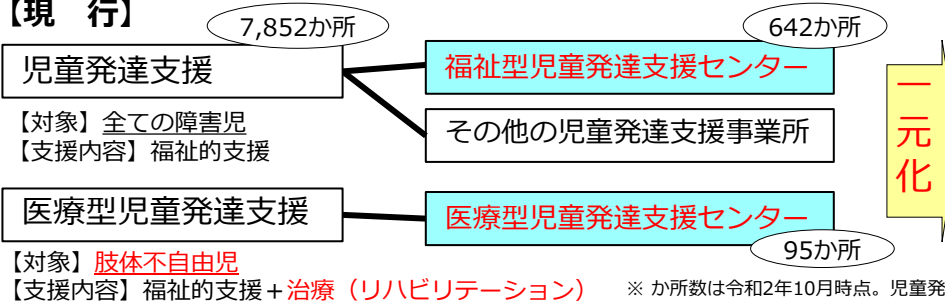 【現　行】
7,852か所
642か所
児童発達支援
福祉型児童発達支援センター
【対象】全ての障害児
【支援内容】福祉的支援
その他の児童発達支援事業所
一元化
医療型児童発達支援
医療型児童発達支援センター
95か所
【対象】肢体不自由児
【支援内容】福祉的支援＋治療（リハビリテーション）
※ か所数は令和2年10月時点。児童発